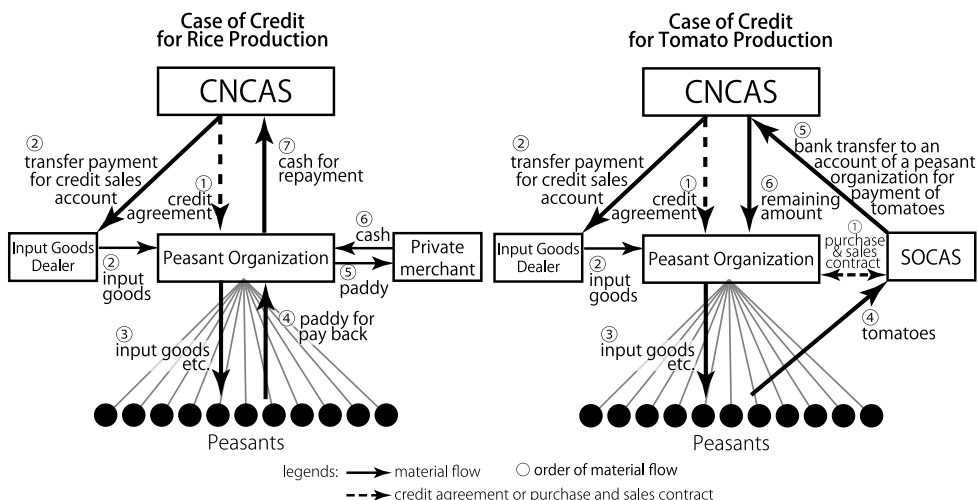 Case of Credit
for Rice Production
CNCAS
②
transfer payment
for credit sales
account
①
credit
agreement
⑦
cash for
repayment
Input Goods
Dealer
②
input
goods
Peasant Organization
⑥
cash
⑤
paddy
Private
merchant
③
input goods
etc.
④
paddy for
pay back
Peasants
Case of Credit
for Tomato Production
CNCAS
②
transfer payment
for credit sales
account
①
credit
agreement
⑥
remaining
amount
⑤
bank transfer to an
account of a peasant
organization for
payment of
tomatoes
Input Goods
Dealer
②
input
goods
Peasant Organization
①
purchase
& sales
contract
SOCAS
③
input goods
etc.
④
tomatoes
Peasants
legends:
material flow
order of material flow
credit agreement or purchase and sales contract